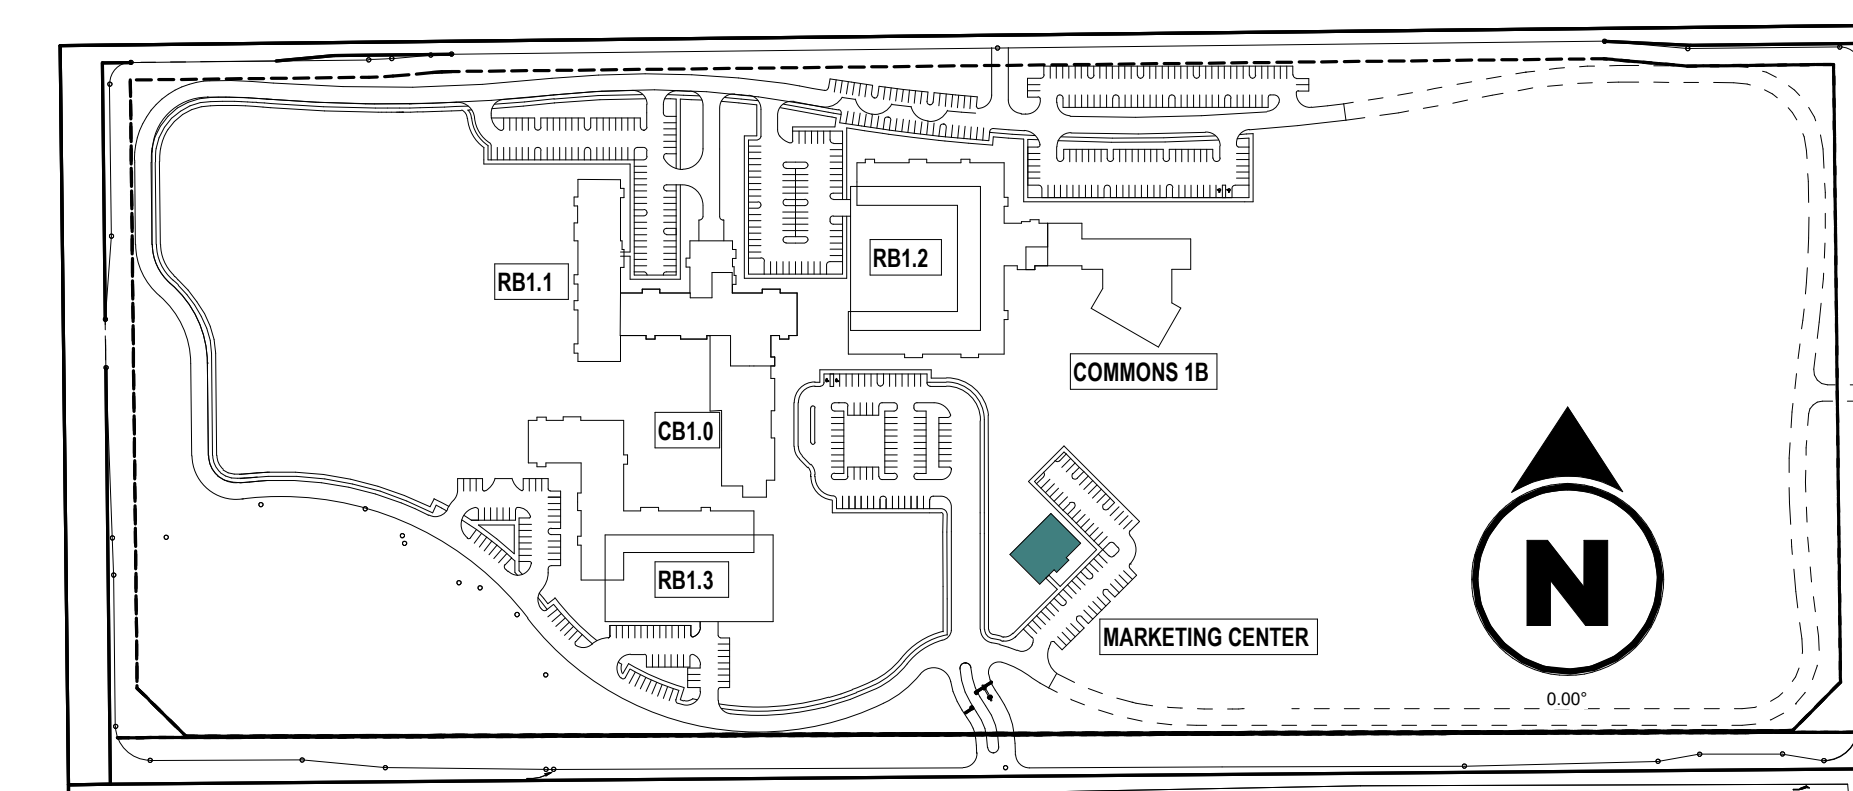 RB1.2
RB1.1
COMMONS 1B
CB1.0
N
RB1.3
MARKETING CENTER
0.00°